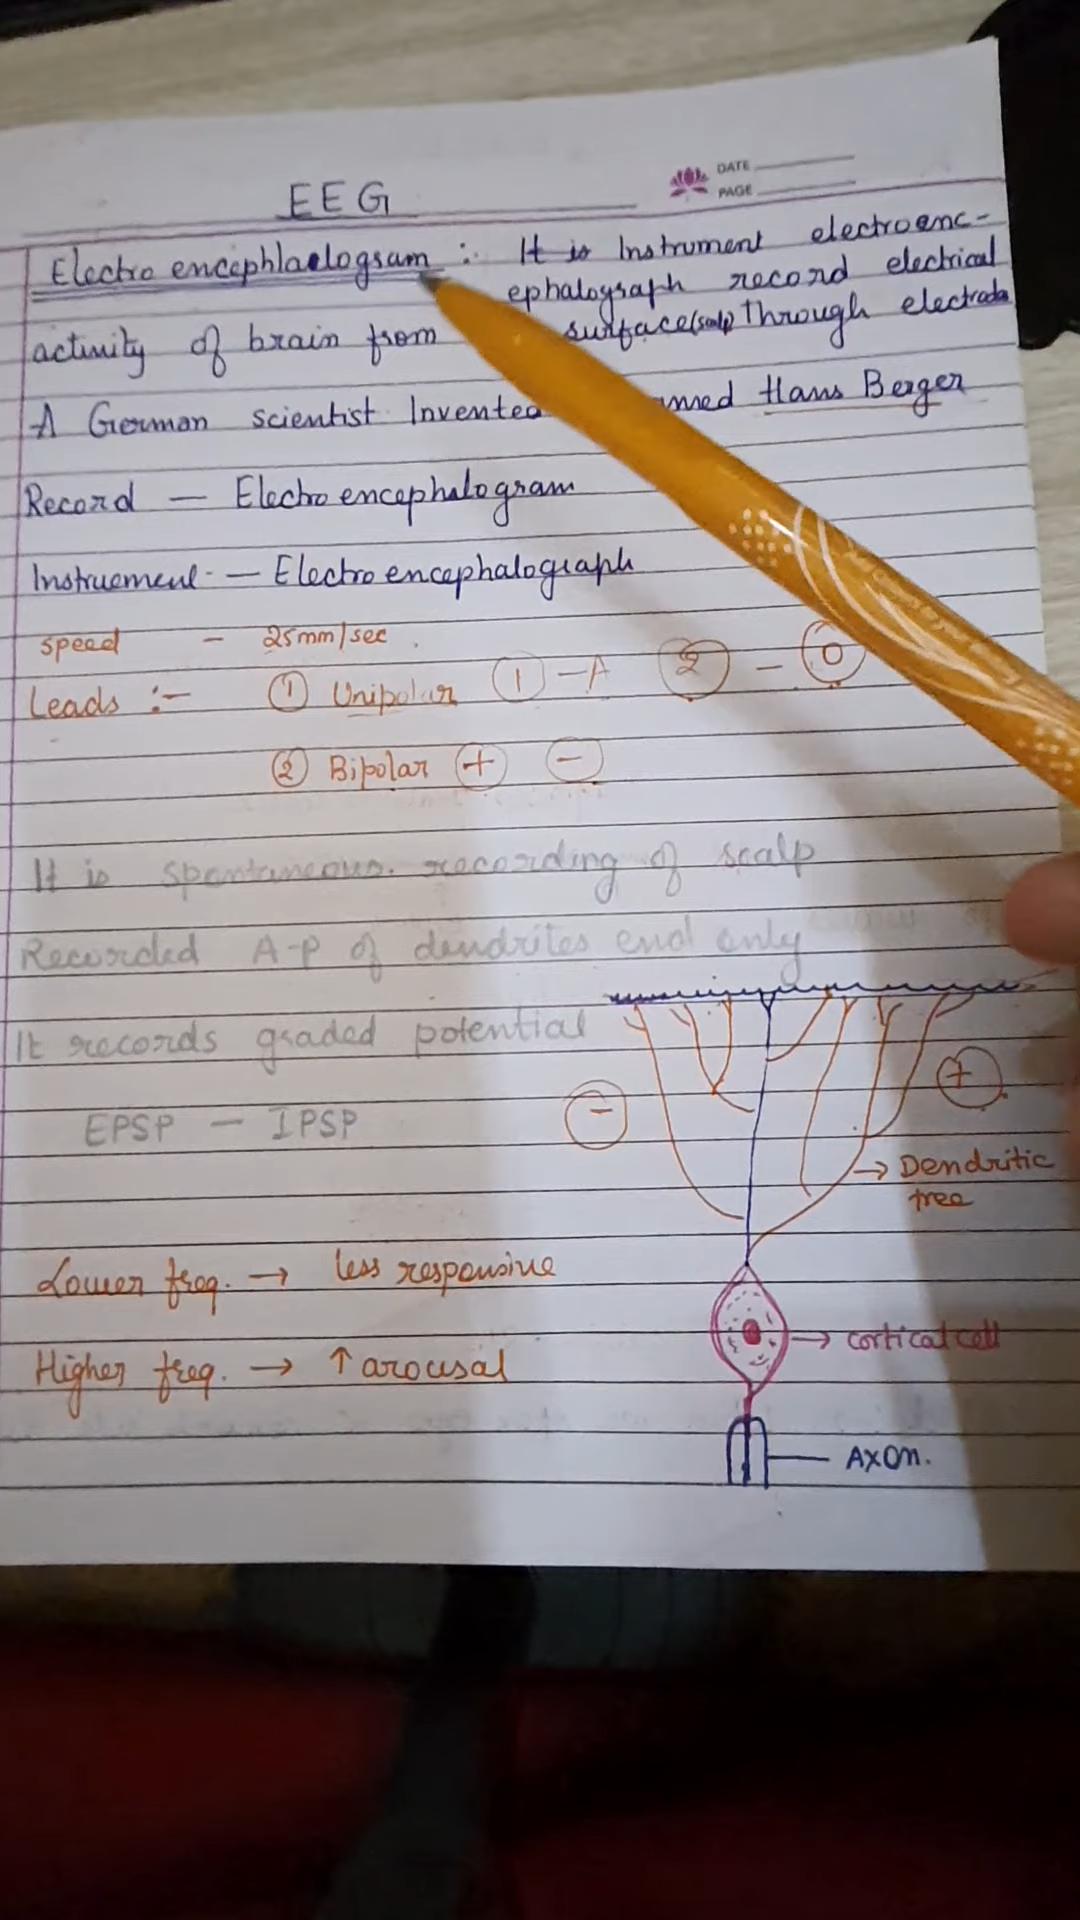 EEG
DATE
PAGE
Electro encephlaelogram : It is Instrument electroenc-
ephalograph record electrical
activity of brain from surface(scalp) Through electrode
A German scientist Invented named Hans Berger
Record — Electro encephalogram
Instruement - — Electro encephalograph
speed - 25mm/sec.
Leads :- ① Unipolar ① -A ② - ⓪
② Bipolar ⊕ ⊖
It is spontaneous. recording of scalp
Recorded A-P of dendrites end only
It records graded potential
⊖ ⊕
EPSP — IPSP
→ Dendritic
tree
Lower freq. → less responsive
→ cortical cell
Higher freq. → ↑ arousal
Axon.